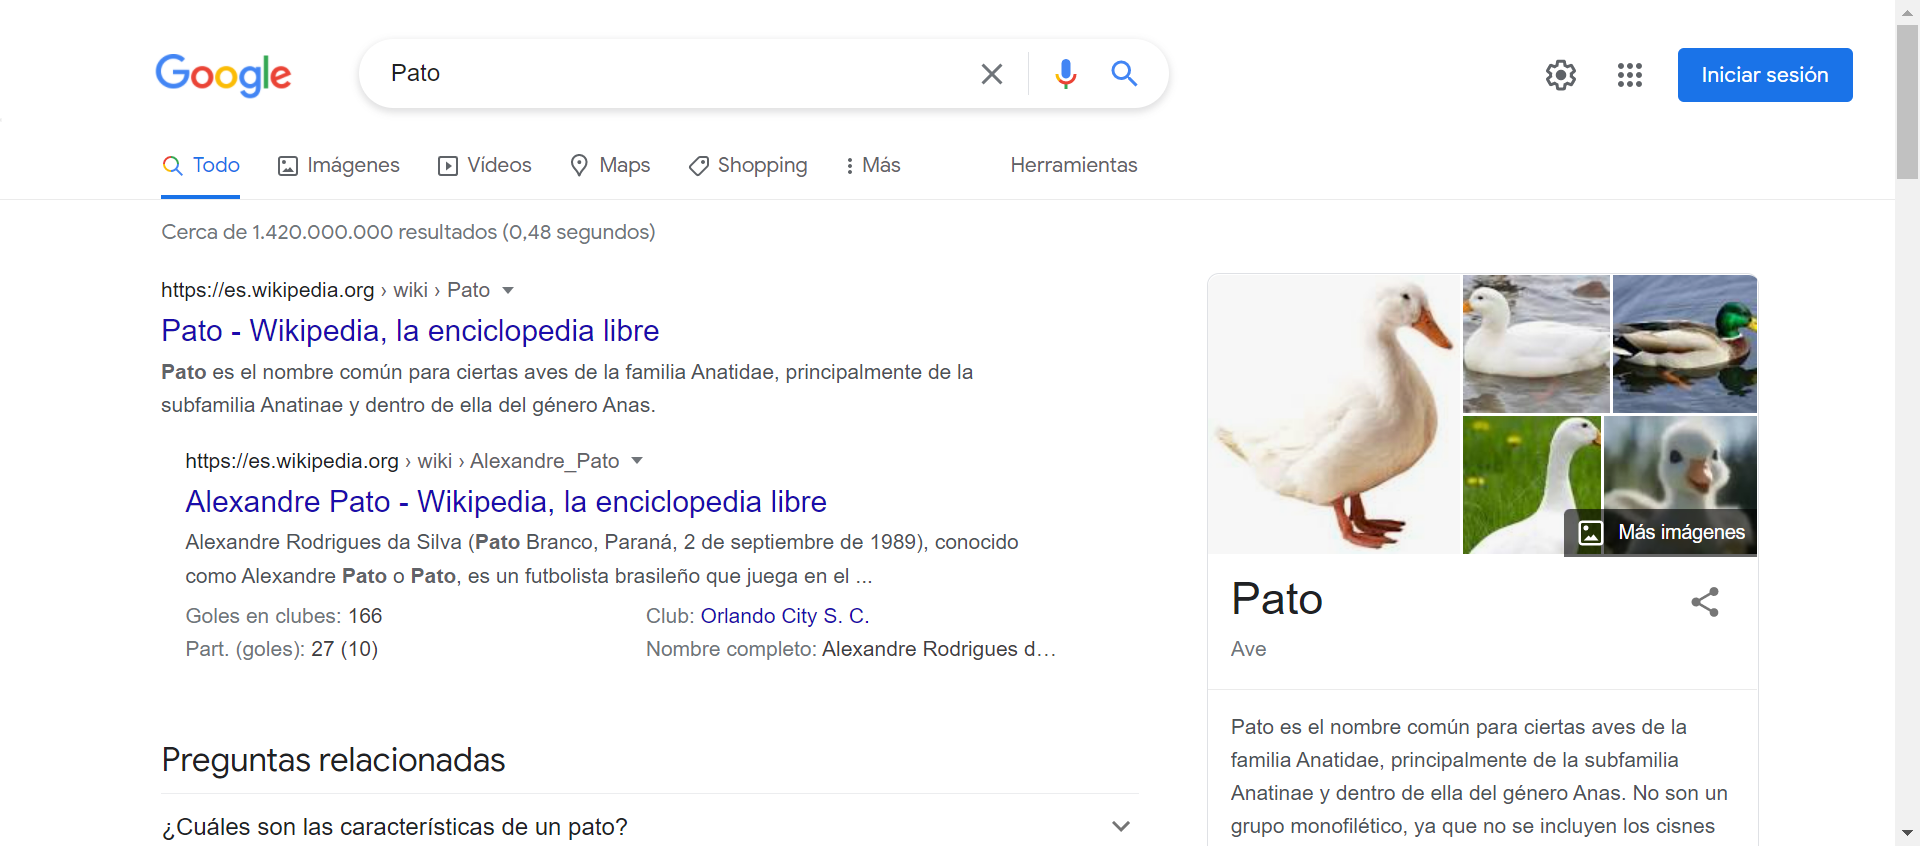 Google
Pato
Iniciar sesión
Todo
Imágenes
Vídeos
Maps
Shopping
Más
Herramientas
Cerca de 1.420.000.000 resultados (0,48 segundos)
https://es.wikipedia.org › wiki › Pato
Pato - Wikipedia, la enciclopedia libre
Pato es el nombre común para ciertas aves de la familia Anatidae, principalmente de la
subfamilia Anatinae y dentro de ella del género Anas.
https://es.wikipedia.org › wiki › Alexandre_Pato
Alexandre Pato - Wikipedia, la enciclopedia libre
Alexandre Rodrigues da Silva (Pato Branco, Paraná, 2 de septiembre de 1989), conocido
como Alexandre Pato o Pato, es un futbolista brasileño que juega en el ...
Goles en clubes: 166
Club: Orlando City S. C.
Part. (goles): 27 (10)
Nombre completo: Alexandre Rodrigues d…
Preguntas relacionadas
¿Cuáles son las características de un pato?
Más imágenes
Pato
Ave
Pato es el nombre común para ciertas aves de la
familia Anatidae, principalmente de la subfamilia
Anatinae y dentro de ella del género Anas. No son un
grupo monofilético, ya que no se incluyen los cisnes